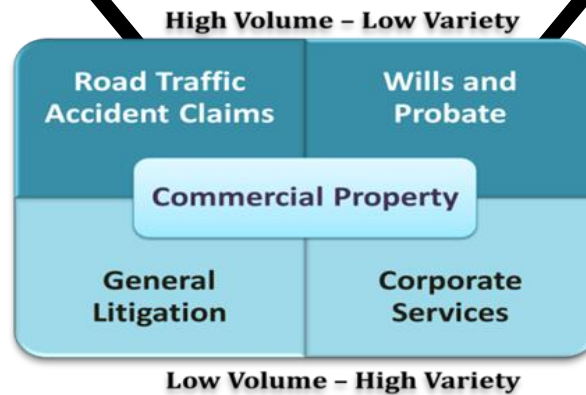 High Volume – Low Variety
Road Traffic
Accident Claims
Wills and
Probate
Commercial Property
General
Litigation
Corporate
Services
Low Volume – High Variety